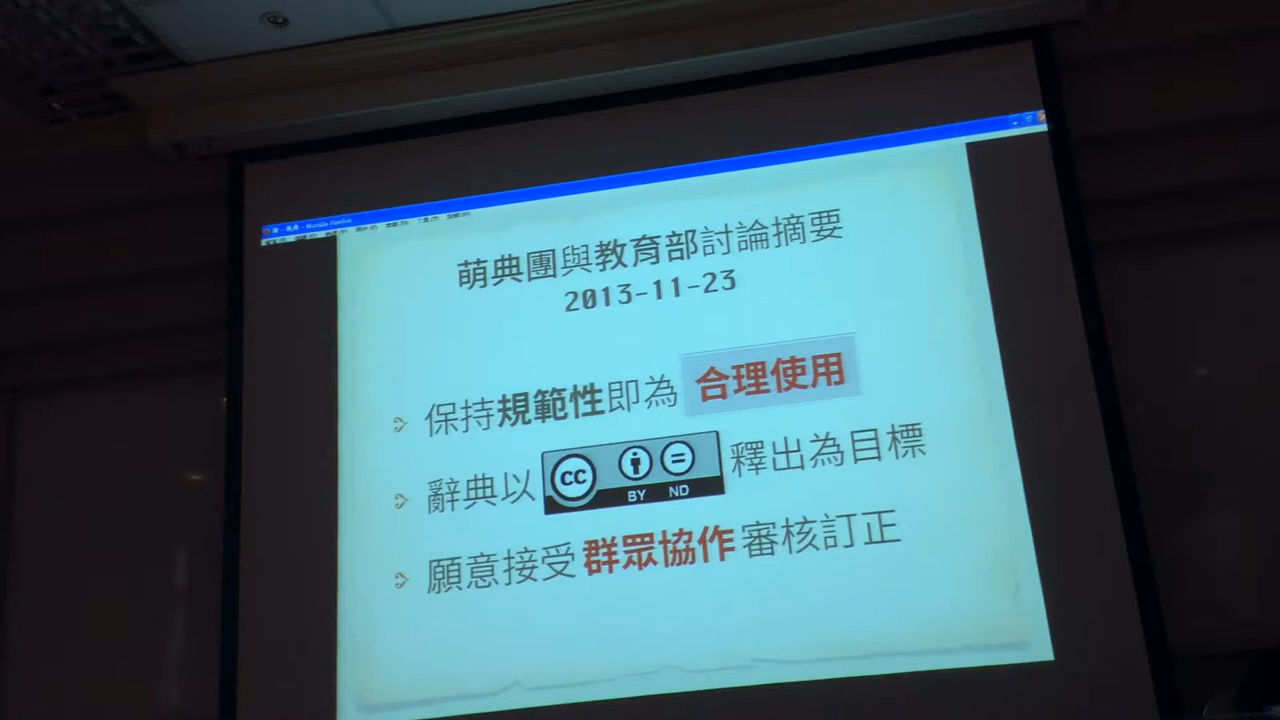 萌典團與教育部討論摘要
2013-11-23
保持規範性即為 合理使用
辭典以 cc BY ND 釋出為目標
願意接受群眾協作審核訂正